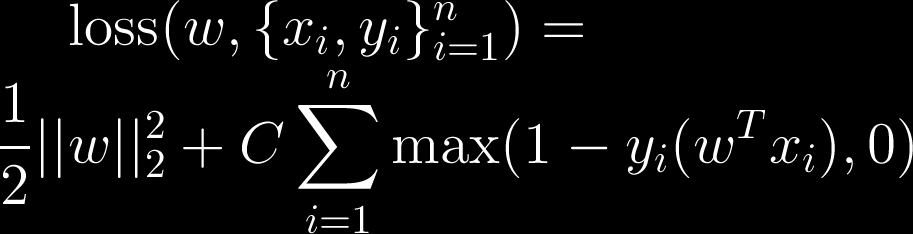 loss(w, {x_i, y_i}_{i=1}^n) =
\frac{1}{2}||w||_2^2 + C \sum_{i=1}^{n} max(1 − y_i(w^T x_i), 0)